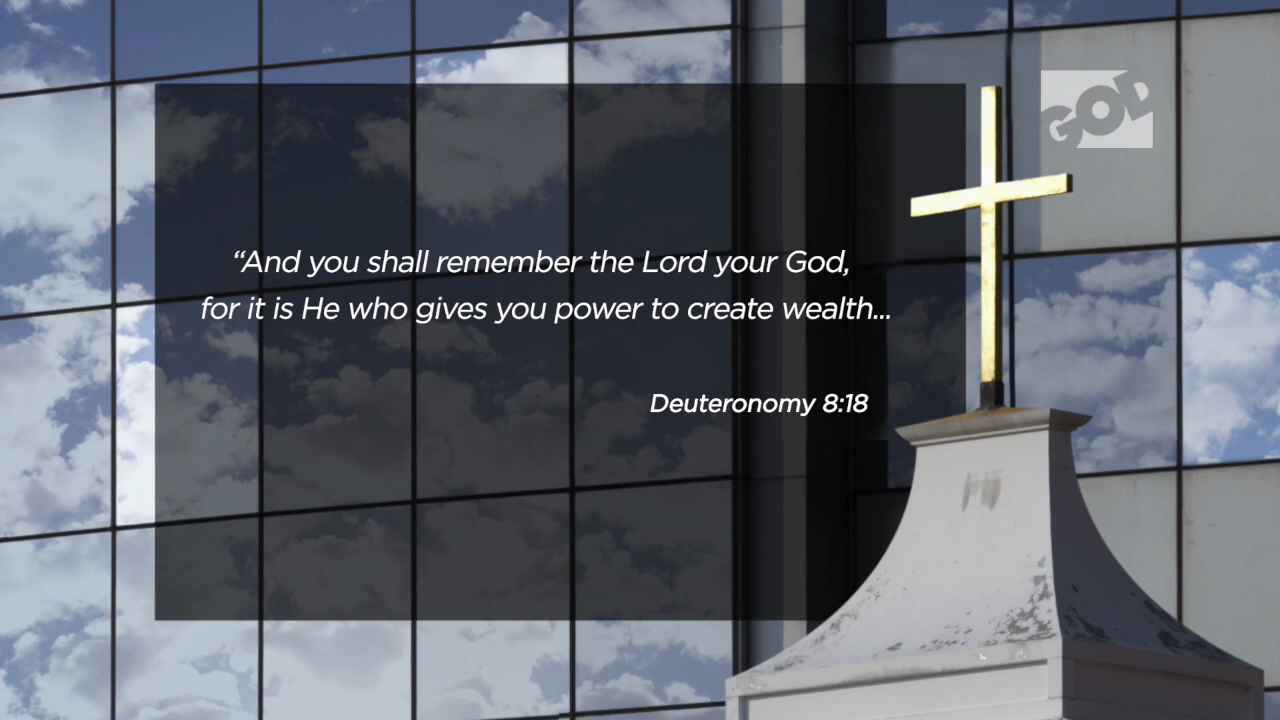 GOD
“And you shall remember the Lord your God,
for it is He who gives you power to create wealth...
Deuteronomy 8:18